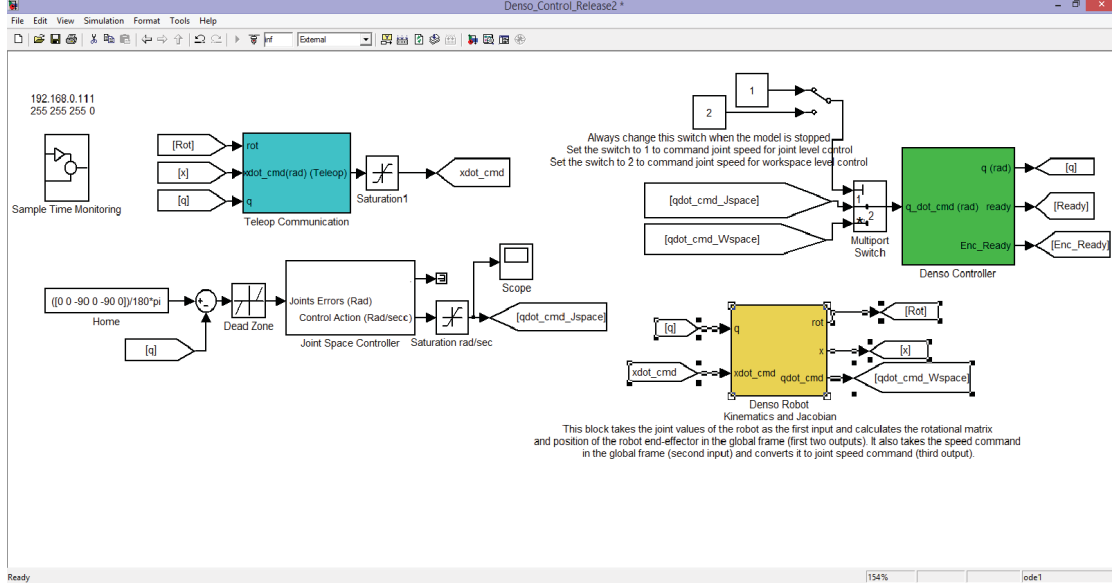 Denso_Control_Release2 *
File Edit View Simulation Format Tools Help
inf External
192.168.0.111
255 255 255 0
Sample Time Monitoring
[Rot]
[x]
[q]
rot
xdot_cmd(rad) (Teleop)
q
Teleop Communication
Saturation1
xdot_cmd
1
2
Always change this switch when the model is stopped
Set the switch to 1 to command joint speed for joint level control
Set the switch to 2 to command joint speed for workspace level control
[qdot_cmd_Jspace]
[qdot_cmd_Wspace]
1
*, 2
Multiport
Switch
q (rad)
q_dot_cmd (rad) ready
Enc_Ready
Denso Controller
[q]
[Ready]
[Enc_Ready]
([0 0 -90 0 -90 0])/180*pi
Home
[q]
Dead Zone
Joints Errors (Rad)
Control Action (Rad/secc)
Joint Space Controller
Saturation rad/sec
Scope
[qdot_cmd_Jspace]
[q]
xdot_cmd
q
rot
x
xdot_cmd qdot_cmd
Denso Robot
Kinematics and Jacobian
[Rot]
[x]
[qdot_cmd_Wspace]
This block takes the joint values of the robot as the first input and calculates the rotational matrix
and position of the robot end-effector in the global frame (first two outputs). It also takes the speed command
in the global frame (second input) and converts it to joint speed command (third output).
Ready 154% ode1